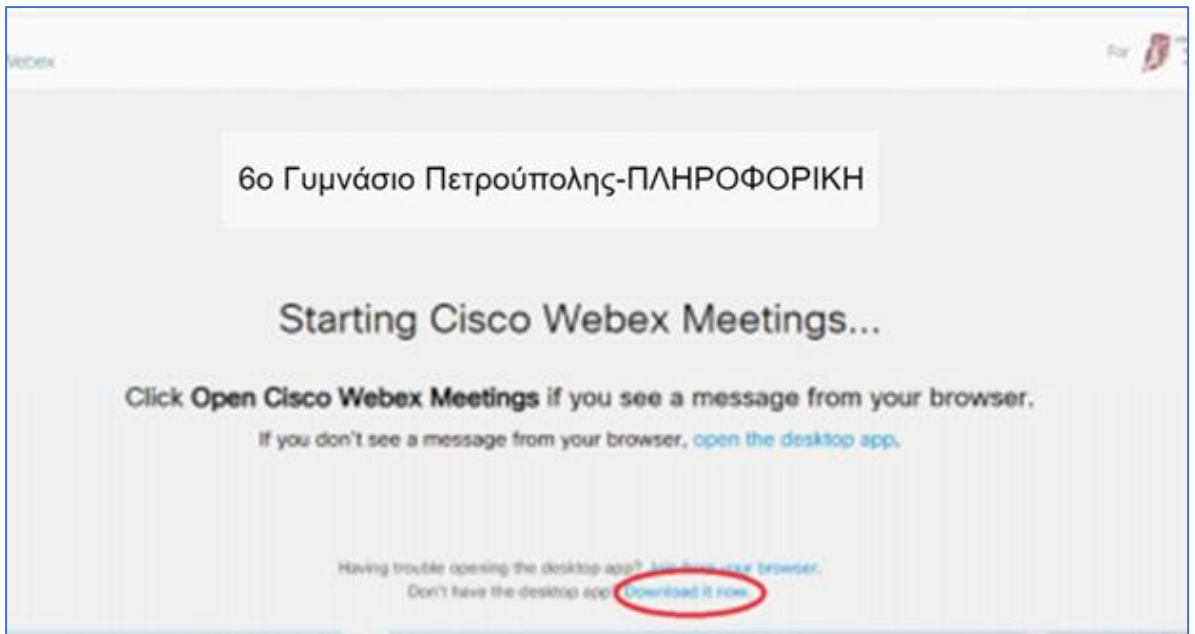 Webex
For
6ο Γυμνάσιο Πετρούπολης-ΠΛΗΡΟΦΟΡΙΚΗ
Starting Cisco Webex Meetings...
Click Open Cisco Webex Meetings if you see a message from your browser.
If you don't see a message from your browser, open the desktop app.
Having trouble opening the desktop app? Join from your browser.
Don't have the desktop app? Download it now.